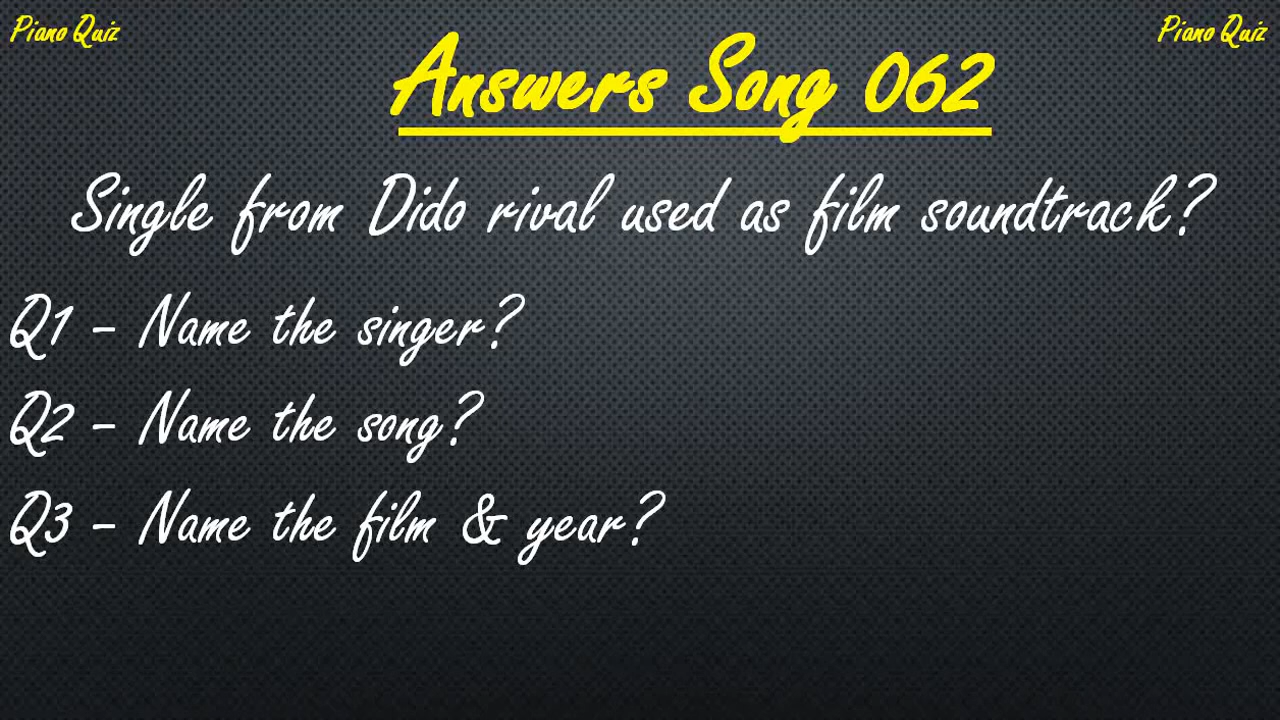 Piano Quiz
Piano Quiz
Answers Song 062
Single from Dido rival used as film soundtrack?
Q1 – Name the singer?
Q2 – Name the song?
Q3 – Name the film & year?